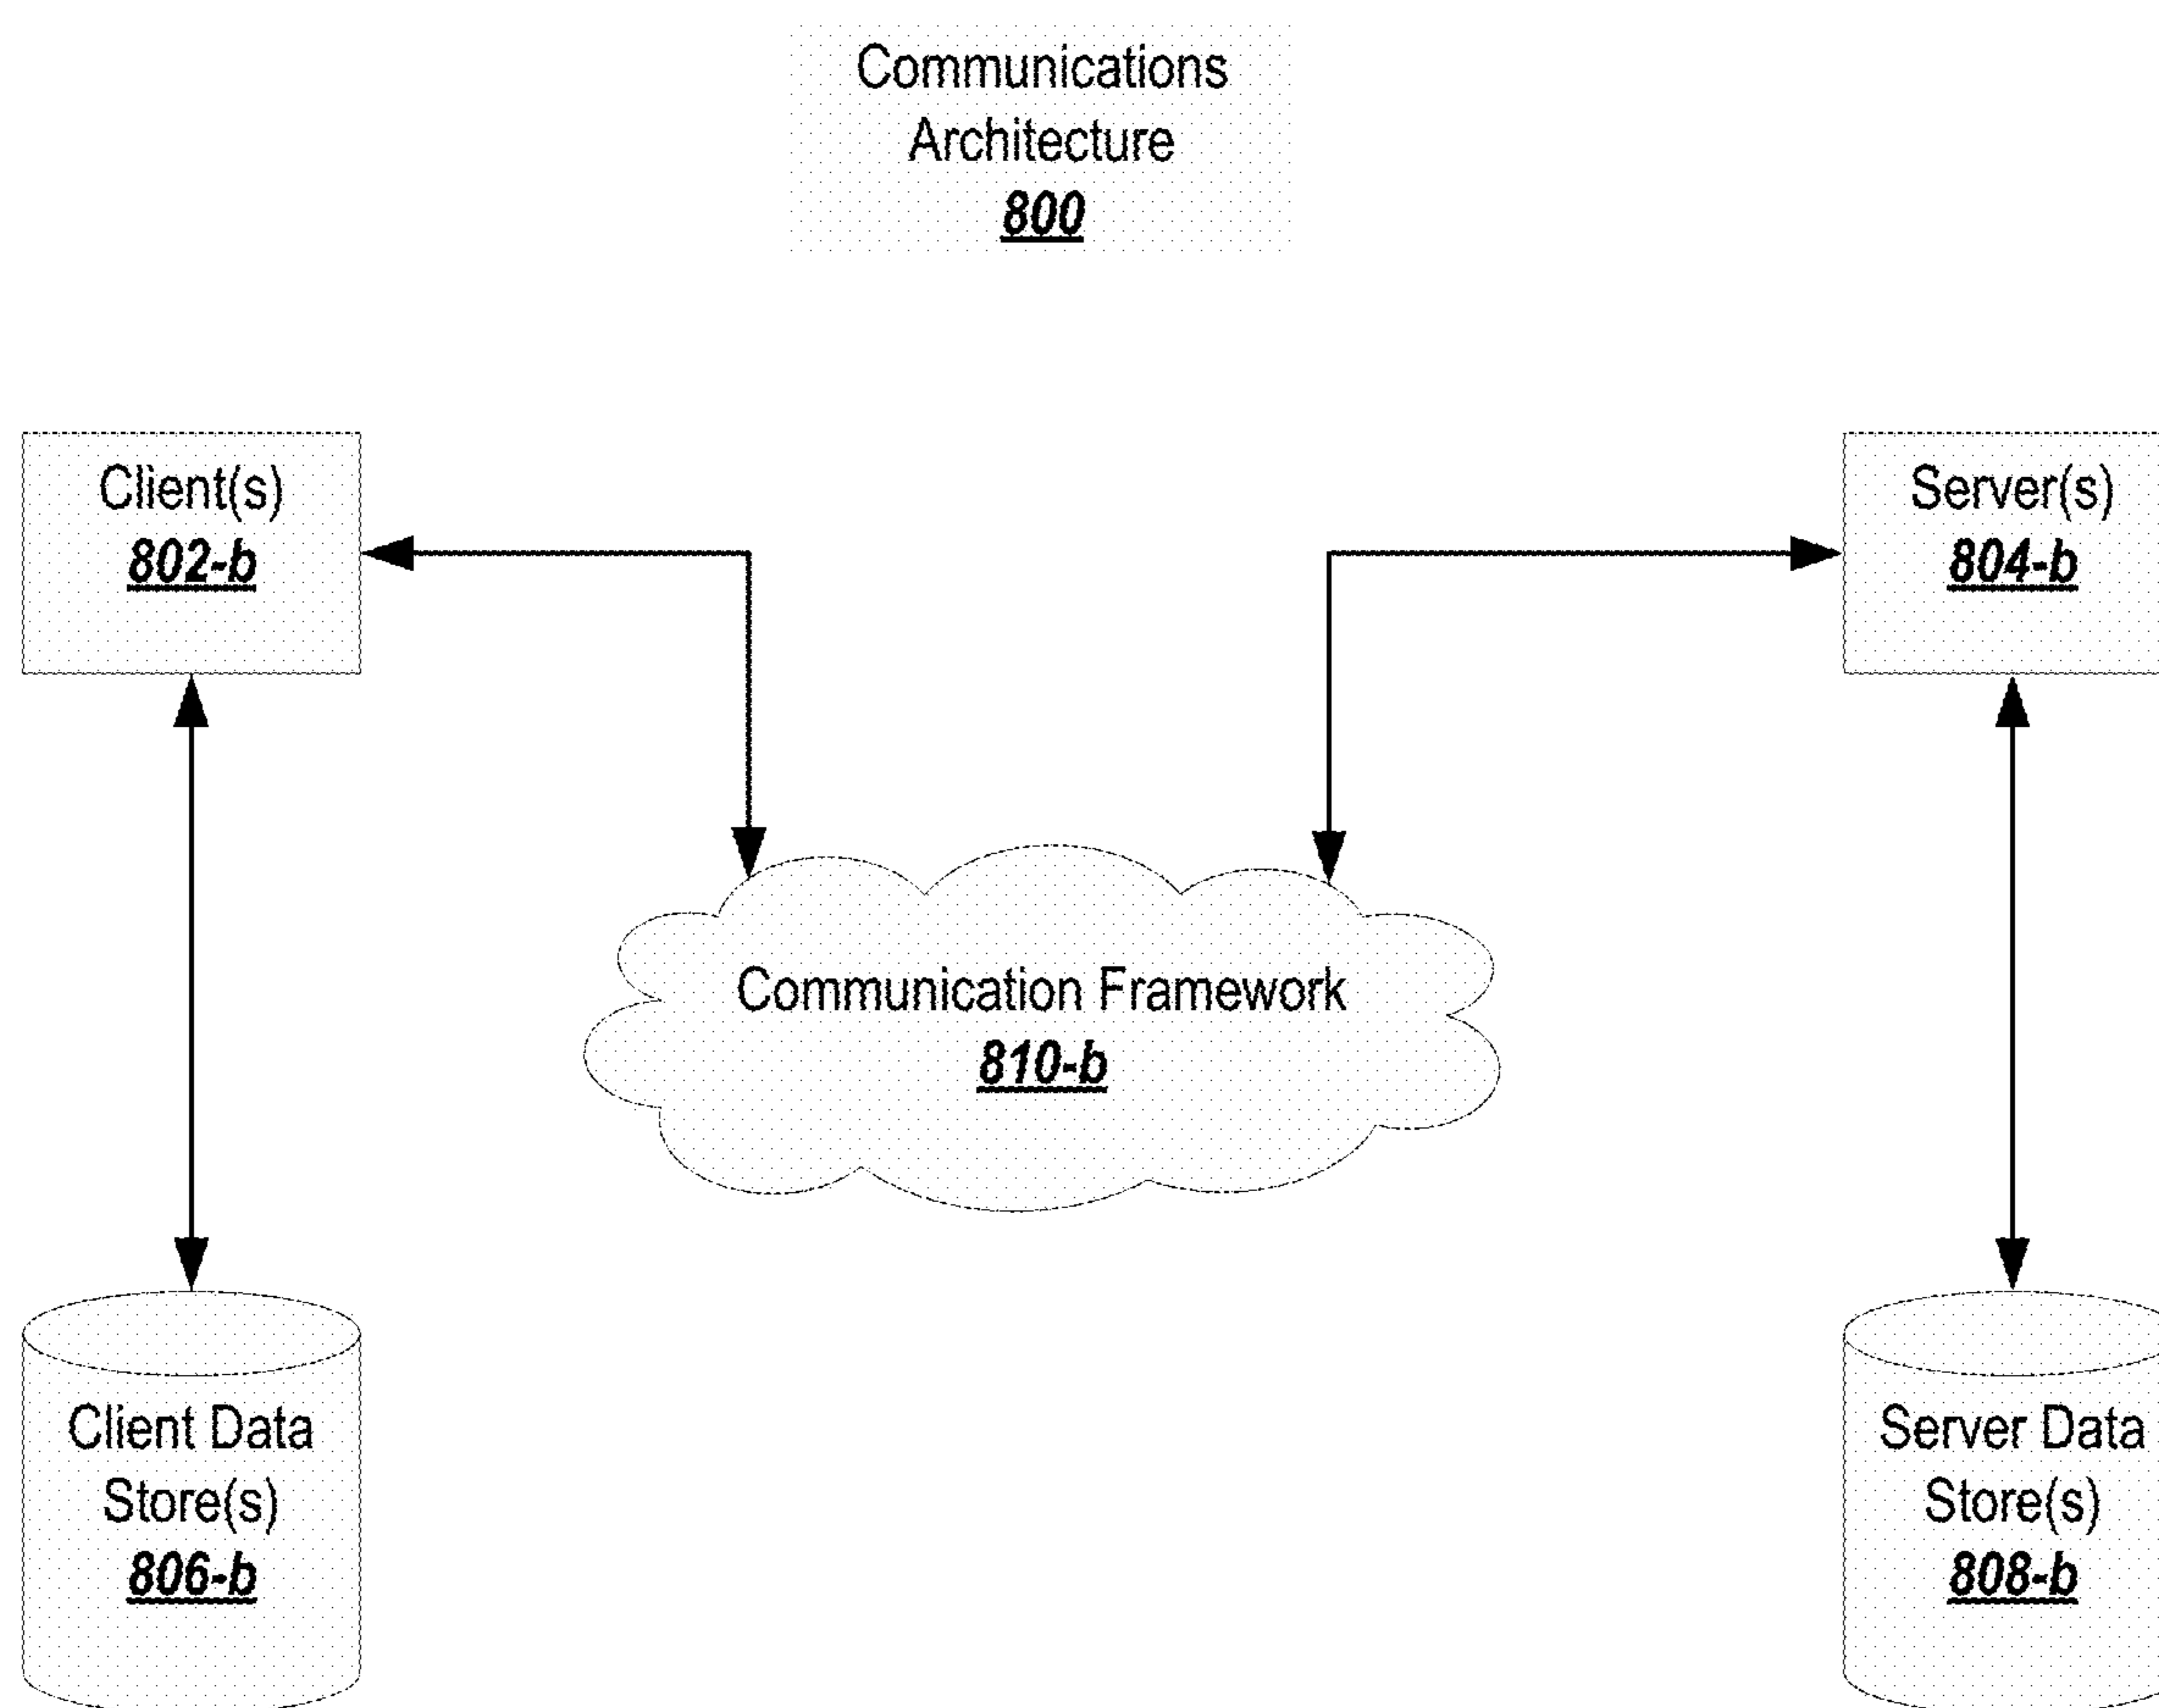 Communications
Architecture
800
Client(s)
802-b
Server(s)
804-b
Communication Framework
810-b
Client Data
Store(s)
806-b
Server Data
Store(s)
808-b